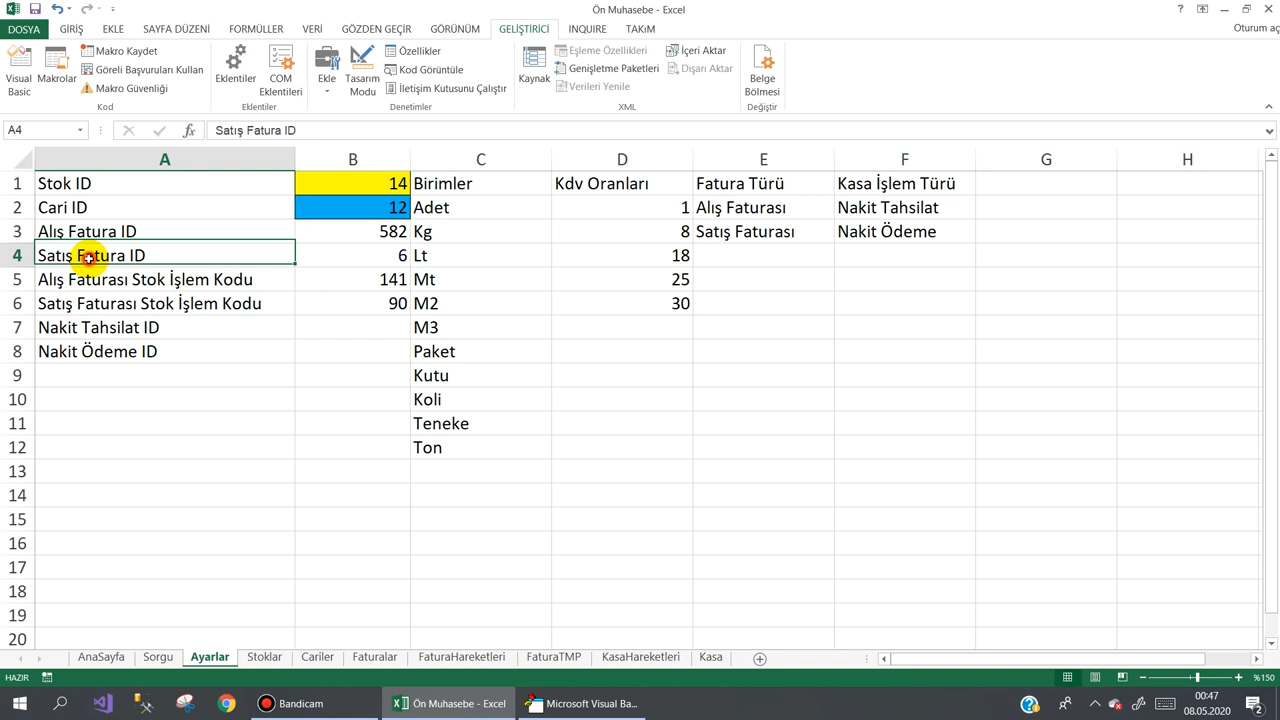 Ön Muhasebe - Excel
DOSYA GİRİŞ EKLE SAYFA DÜZENİ FORMÜLLER VERİ GÖZDEN GEÇİR GÖRÜNÜM GELİŞTİRİCİ INQUIRE TAKıM Oturum aç
Visual Basic
Makrolar
Makro Kaydet
Göreli Başvuruları Kullan
Makro Güvenliği
Kod
Eklentiler
COM Eklentileri
Eklentiler
Ekle
Tasarım Modu
Özellikler
Kod Görüntüle
İletişim Kutusunu Çalıştır
Denetimler
Kaynak
Eşleme Özellikleri
Genişletme Paketleri
Verileri Yenile
İçeri Aktar
Dışarı Aktar
XML
Belge Bölmesi
Değiştir
A4 fx Satış Fatura ID
A B C D E F G H
1 Stok ID 14 Birimler Kdv Oranları Fatura Türü Kasa İşlem Türü
2 Cari ID 12 Adet 1 Alış Faturası Nakit Tahsilat
3 Alış Fatura ID 582 Kg 8 Satış Faturası Nakit Ödeme
4 Satış Fatura ID 6 Lt 18
5 Alış Faturası Stok İşlem Kodu 141 Mt 25
6 Satış Faturası Stok İşlem Kodu 90 M2 30
7 Nakit Tahsilat ID M3
8 Nakit Ödeme ID Paket
9 Kutu
10 Koli
11 Teneke
12 Ton
13
14
15
16
17
18
19
20
AnaSayfa Sorgu Ayarlar Stoklar Cariler Faturalar FaturaHareketleri FaturaTMP KasaHareketleri Kasa
HAZIR %150
Bandicam Ön Muhasebe - Excel Microsoft Visual Ba... 00:47
08.05.2020 2